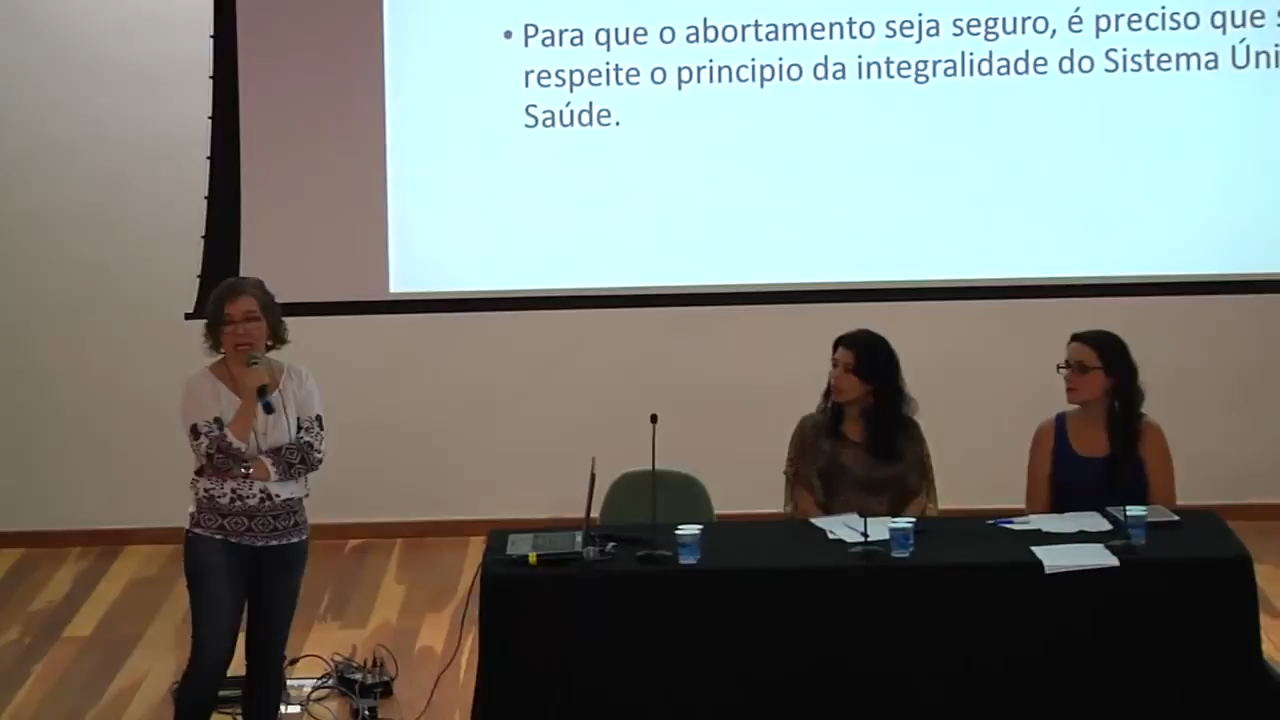 • Para que o abortamento seja seguro, é preciso que
respeite o principio da integralidade do Sistema
Saúde.